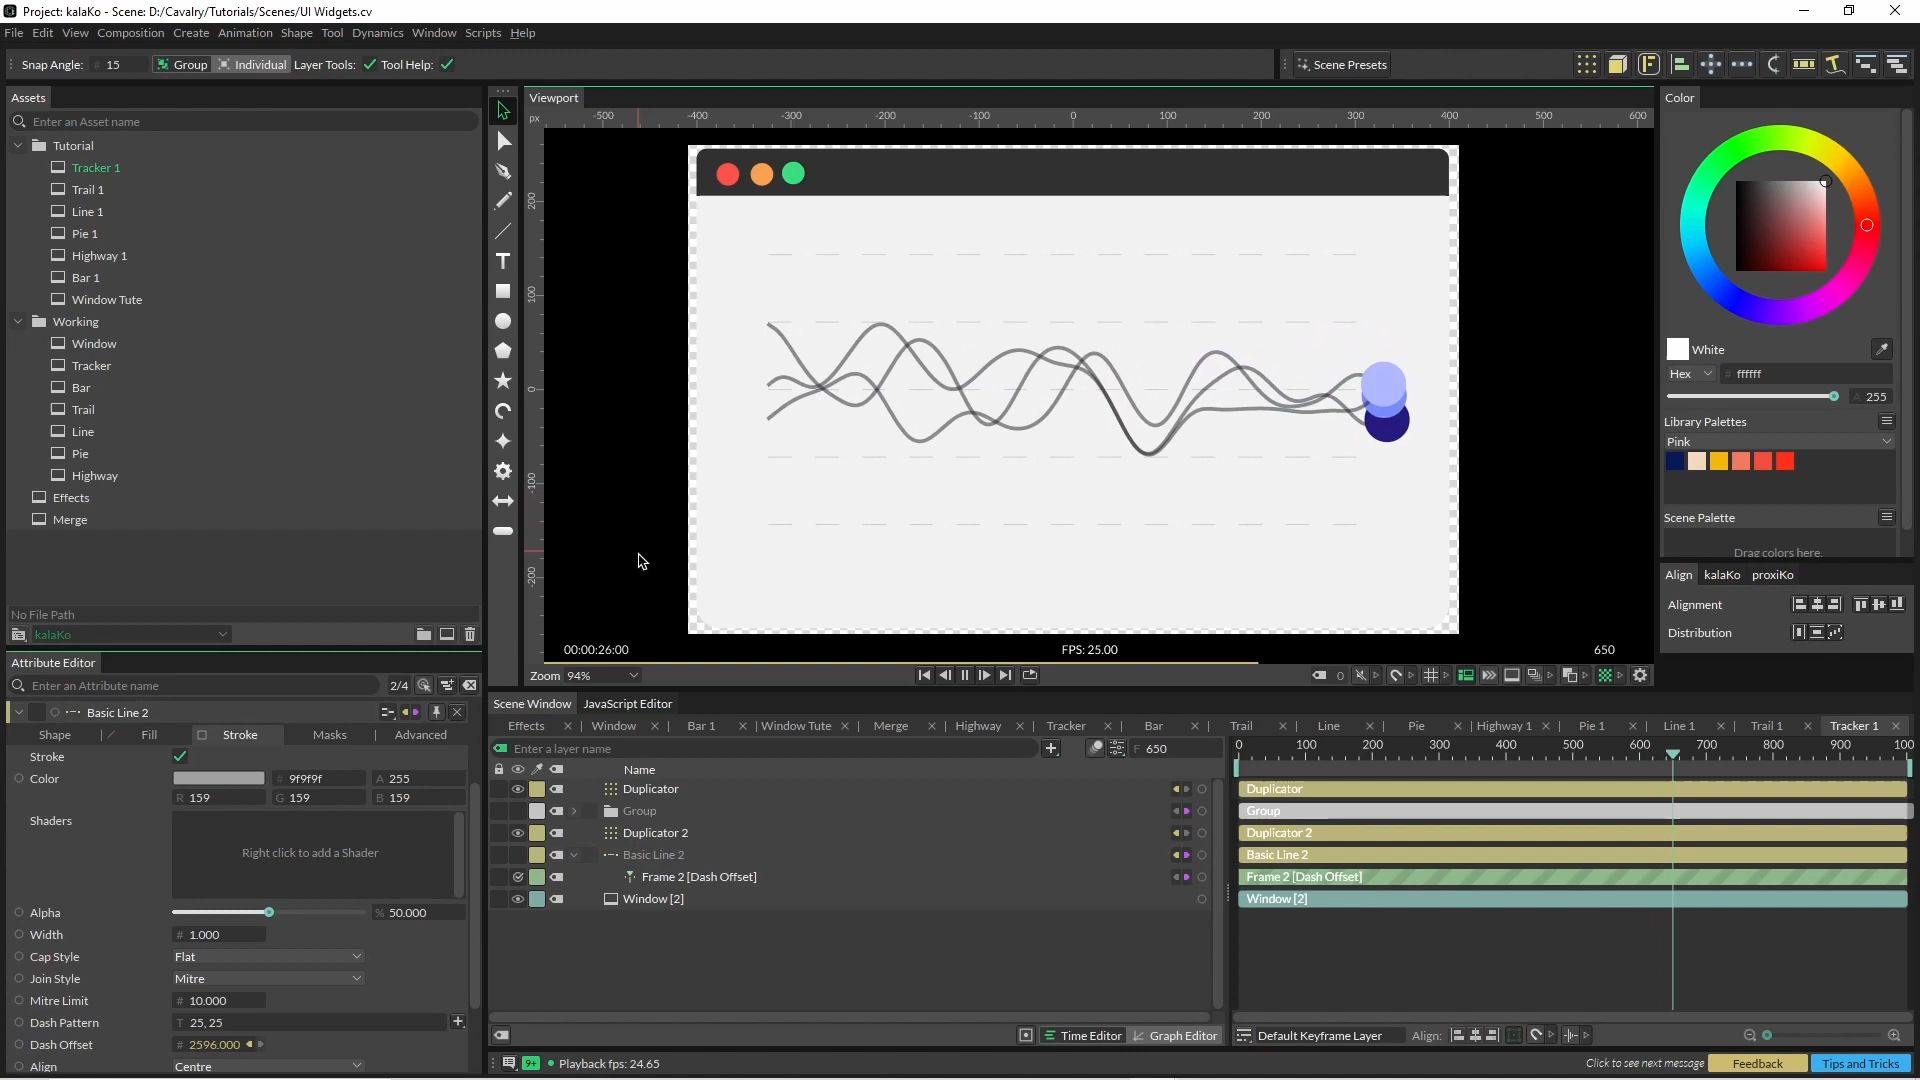 Project: kalaKo - Scene: D:/Cavalry/Tutorials/Scenes/UI Widgets.cv
File Edit View Composition Create Animation Shape Tool Dynamics Window Scripts Help
Snap Angle: # 15 Group Individual Layer Tools: Tool Help:
Scene Presets
Assets
Enter an Asset name
Tutorial
Tracker 1
Trail 1
Line 1
Pie 1
Highway 1
Bar 1
Window Tute
Working
Window
Tracker
Bar
Trail
Line
Pie
Highway
Effects
Merge
No File Path
kalaKo
Viewport
px -500 -400 -300 -200 -100 0 100 200 300 400 500 600
200
100
0
-100
-200
00:00:26:00 FPS: 25.00 650
Zoom 94%
0
Color
White
Hex # ffffff
A 255
Library Palettes
Pink
Scene Palette
Drag colors here.
Align kalaKo proxiKo
Alignment
Distribution
Attribute Editor
Enter an Attribute name 2/4
Basic Line 2
Shape Fill Stroke Masks Advanced
Stroke
Color # 9f9f9f A 255
R 159 G 159 B 159
Shaders
Right click to add a Shader
Alpha % 50.000
Width # 1.000
Cap Style Flat
Join Style Mitre
Mitre Limit # 10.000
Dash Pattern T 25, 25
Dash Offset # 2596.000
Align Centre
Scene Window JavaScript Editor
Effects Window Bar 1 Window Tute Merge Highway Tracker Bar Trail Line Pie Highway 1 Pie 1 Line 1 Trail 1 Tracker 1
Enter a layer name F 650
0 100 200 300 400 500 600 700 800 900 100
Name
Duplicator
Group
Duplicator 2
Basic Line 2
Frame 2 [Dash Offset]
Window [2]
Duplicator
Group
Duplicator 2
Basic Line 2
Frame 2 [Dash Offset]
Window [2]
Time Editor Graph Editor
Default Keyframe Layer Align:
9+ Playback fps: 24.65
Click to see next message Feedback Tips and Tricks